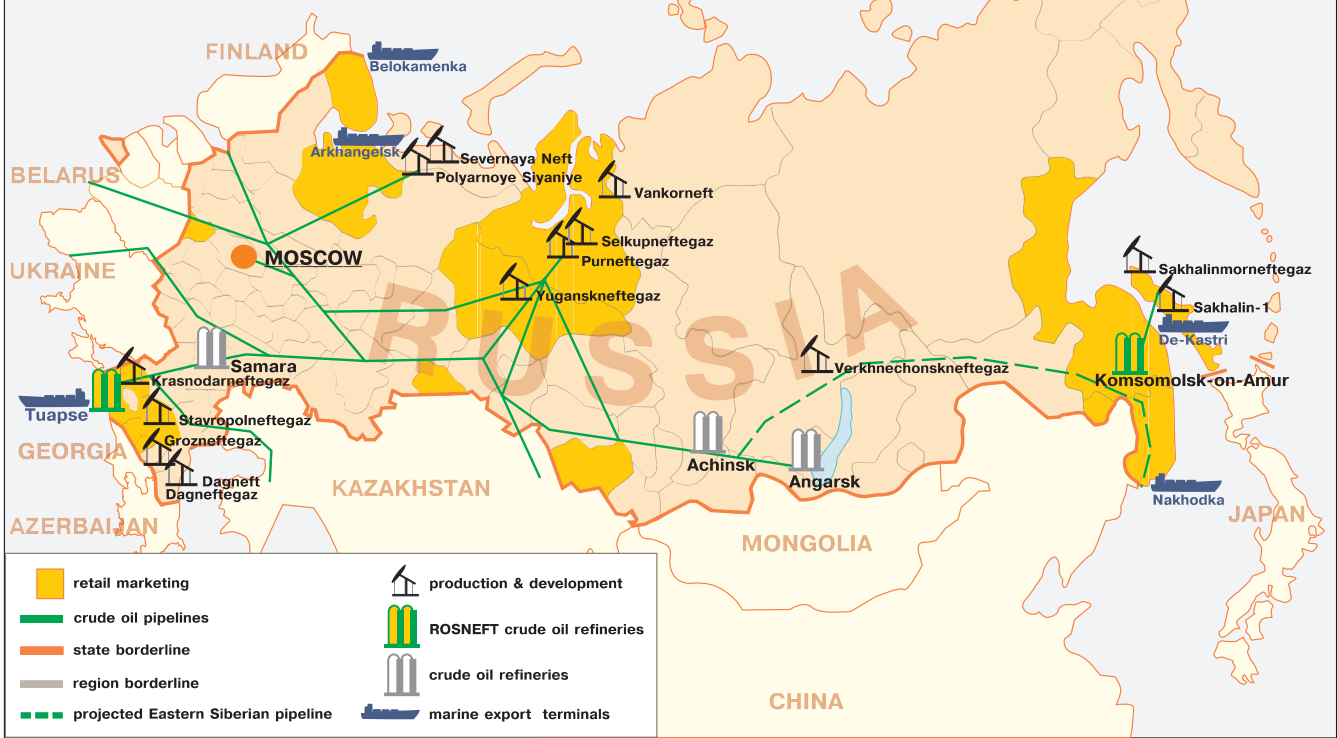 FINLAND
Belokamenka
Arkhangelsk
Severnaya Neft
Polyarnoye Siyaniye
BELARUS
Vankorneft
Selkupneftegaz
MOSCOW
Purneftegaz
UKRAINE
Sakhalinmorneftegaz
Yuganskneftegaz
Sakhalin-1
RUSSIA
De-Kastri
Samara
Verkhnechonskneftegaz
Krasnodarneftegaz
Komsomolsk-on-Amur
Tuapse
Stavropolneftegaz
Grozneftegaz
GEORGIA
Achinsk
Dagneft
Angarsk
Dagneftegaz
KAZAKHSTAN
Nakhodka
JAPAN
AZERBAIJAN
MONGOLIA
retail marketing
crude oil pipelines
state borderline
region borderline
projected Eastern Siberian pipeline
production & development
ROSNEFT crude oil refineries
crude oil refineries
marine export terminals
CHINA